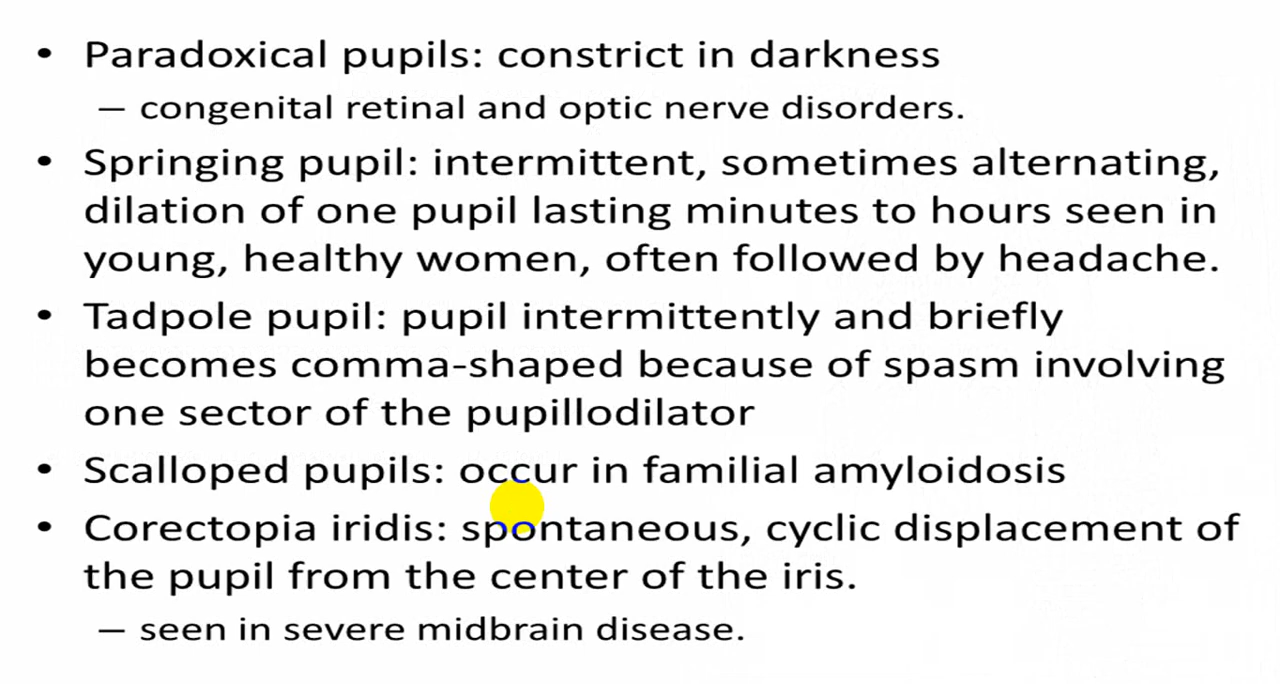 • Paradoxical pupils: constrict in darkness
– congenital retinal and optic nerve disorders.
• Springing pupil: intermittent, sometimes alternating,
dilation of one pupil lasting minutes to hours seen in
young, healthy women, often followed by headache.
• Tadpole pupil: pupil intermittently and briefly
becomes comma-shaped because of spasm involving
one sector of the pupillodilator
• Scalloped pupils: occur in familial amyloidosis
• Corectopia iridis: spontaneous, cyclic displacement of
the pupil from the center of the iris.
– seen in severe midbrain disease.